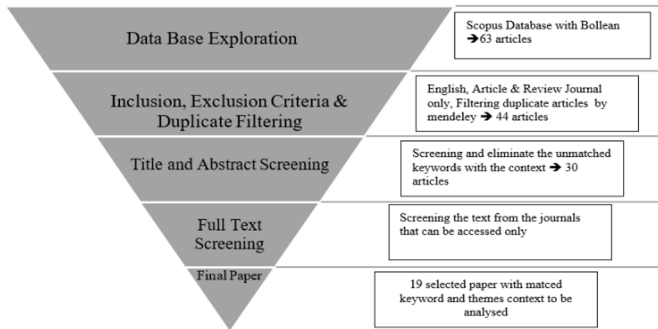 Data Base Exploration
Scopus Database with Bollean
➔63 articles
Inclusion, Exclusion Criteria &
Duplicate Filtering
English, Article & Review Journal
only, Filtering duplicate articles by
mendeley ➔ 44 articles
Title and Abstract Screening
Screening and eliminate the unmatched
keywords with the context ➔ 30
articles
Full Text
Screening
Screening the text from the journals
that can be accessed only
Final Paper
19 selected paper with matced
keyword and themes context to be
analysed